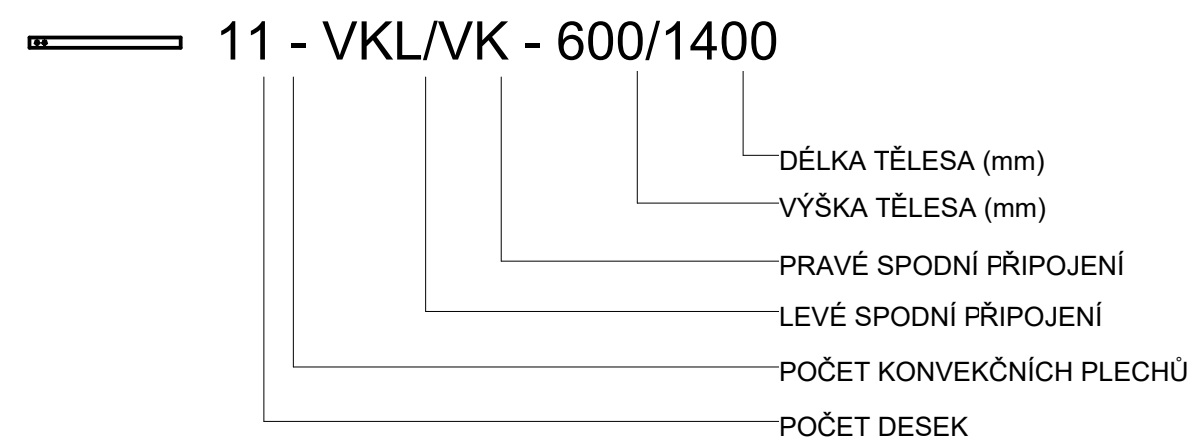 11 - VKL/VK - 600/1400
DÉLKA TĚLESA (mm)
VÝŠKA TĚLESA (mm)
PRAVÉ SPODNÍ PŘIPOJENÍ
LEVÉ SPODNÍ PŘIPOJENÍ
POČET KONVEKČNÍCH PLECHŮ
POČET DESEK